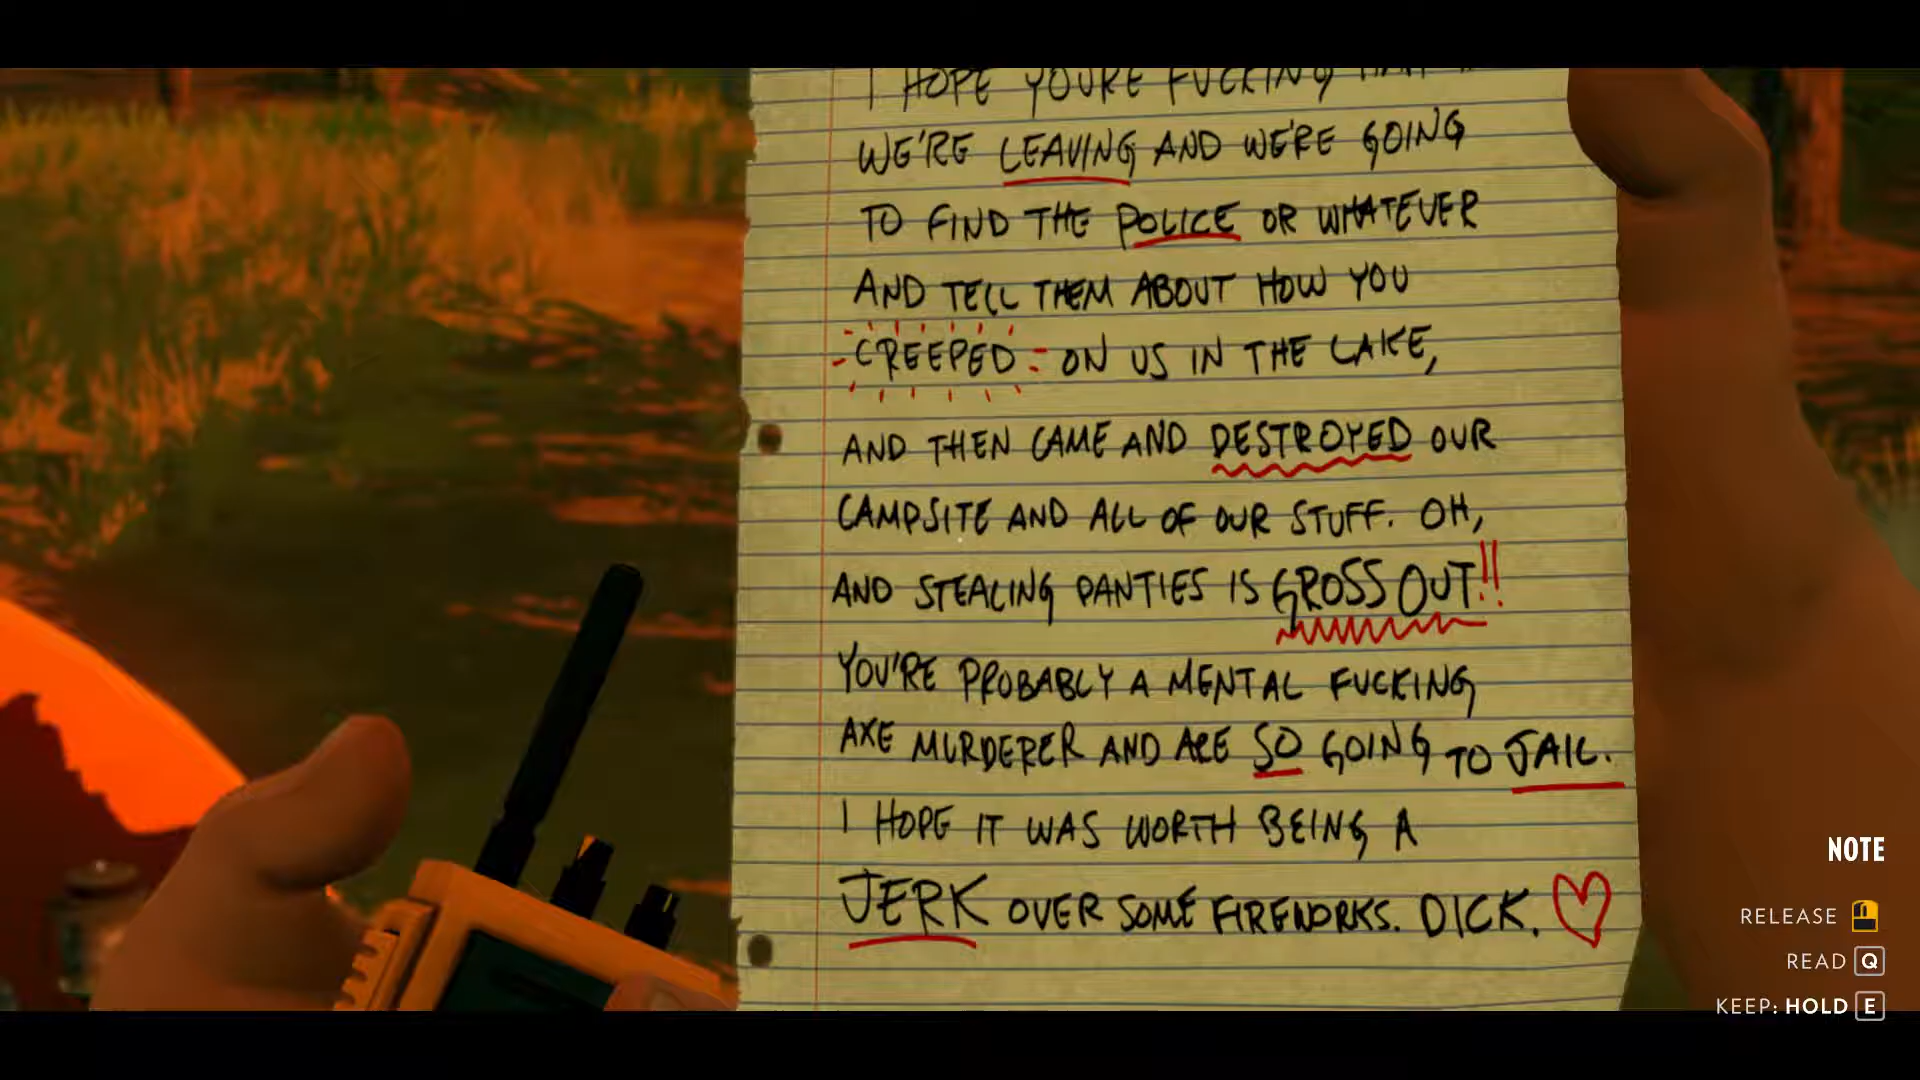 I HOPE YOURE FUCKING
WE'RE LEAVING AND WE'RE GOING
TO FIND THE POLICE OR WHATEVER
AND TELL THEM ABOUT HOW YOU
CREEPED ON US IN THE LAKE,
AND THEN CAME AND DESTROYED OUR
CAMPSITE AND ALL OF OUR STUFF. OH,
AND STEALING PANTIES IS GROSS OUT!!
YOU'RE PROBABLY A MENTAL FUCKING
AXE MURDERER AND ARE SO GOING TO JAIL.
I HOPE IT WAS WORTH BEING A
JERK OVER SOME FIREWORKS. DICK.
NOTE
RELEASE
READ Q
KEEP: HOLD E